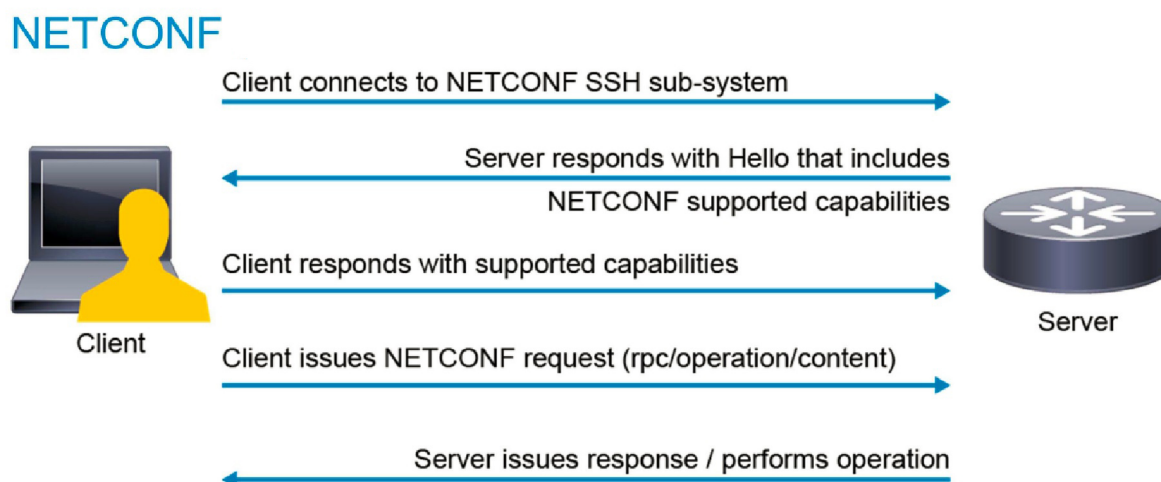 NETCONF
Client connects to NETCONF SSH sub-system
Server responds with Hello that includes
NETCONF supported capabilities
Client responds with supported capabilities
Client
Server
Client issues NETCONF request (rpc/operation/content)
Server issues response / performs operation